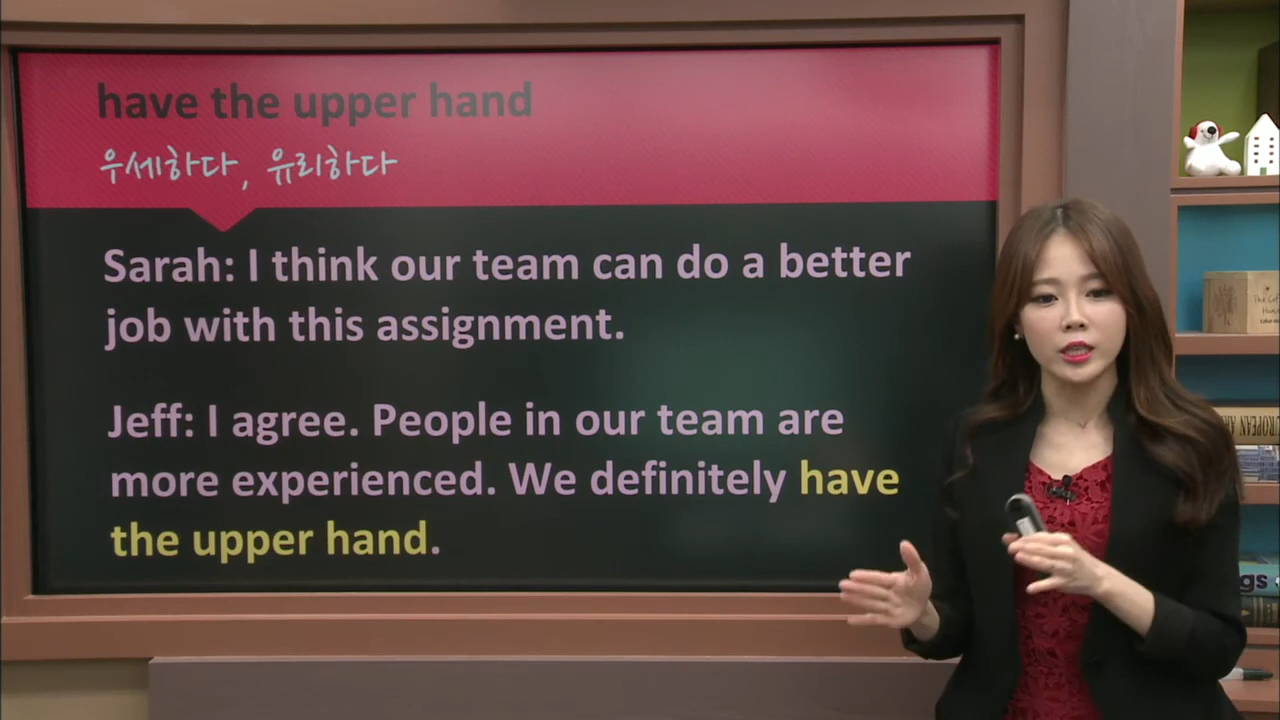 have the upper hand
우세하다, 유리하다
Sarah: I think our team can do a better
job with this assignment.
Jeff: I agree. People in our team are
more experienced. We definitely have
the upper hand.
EUROPEAN
gs